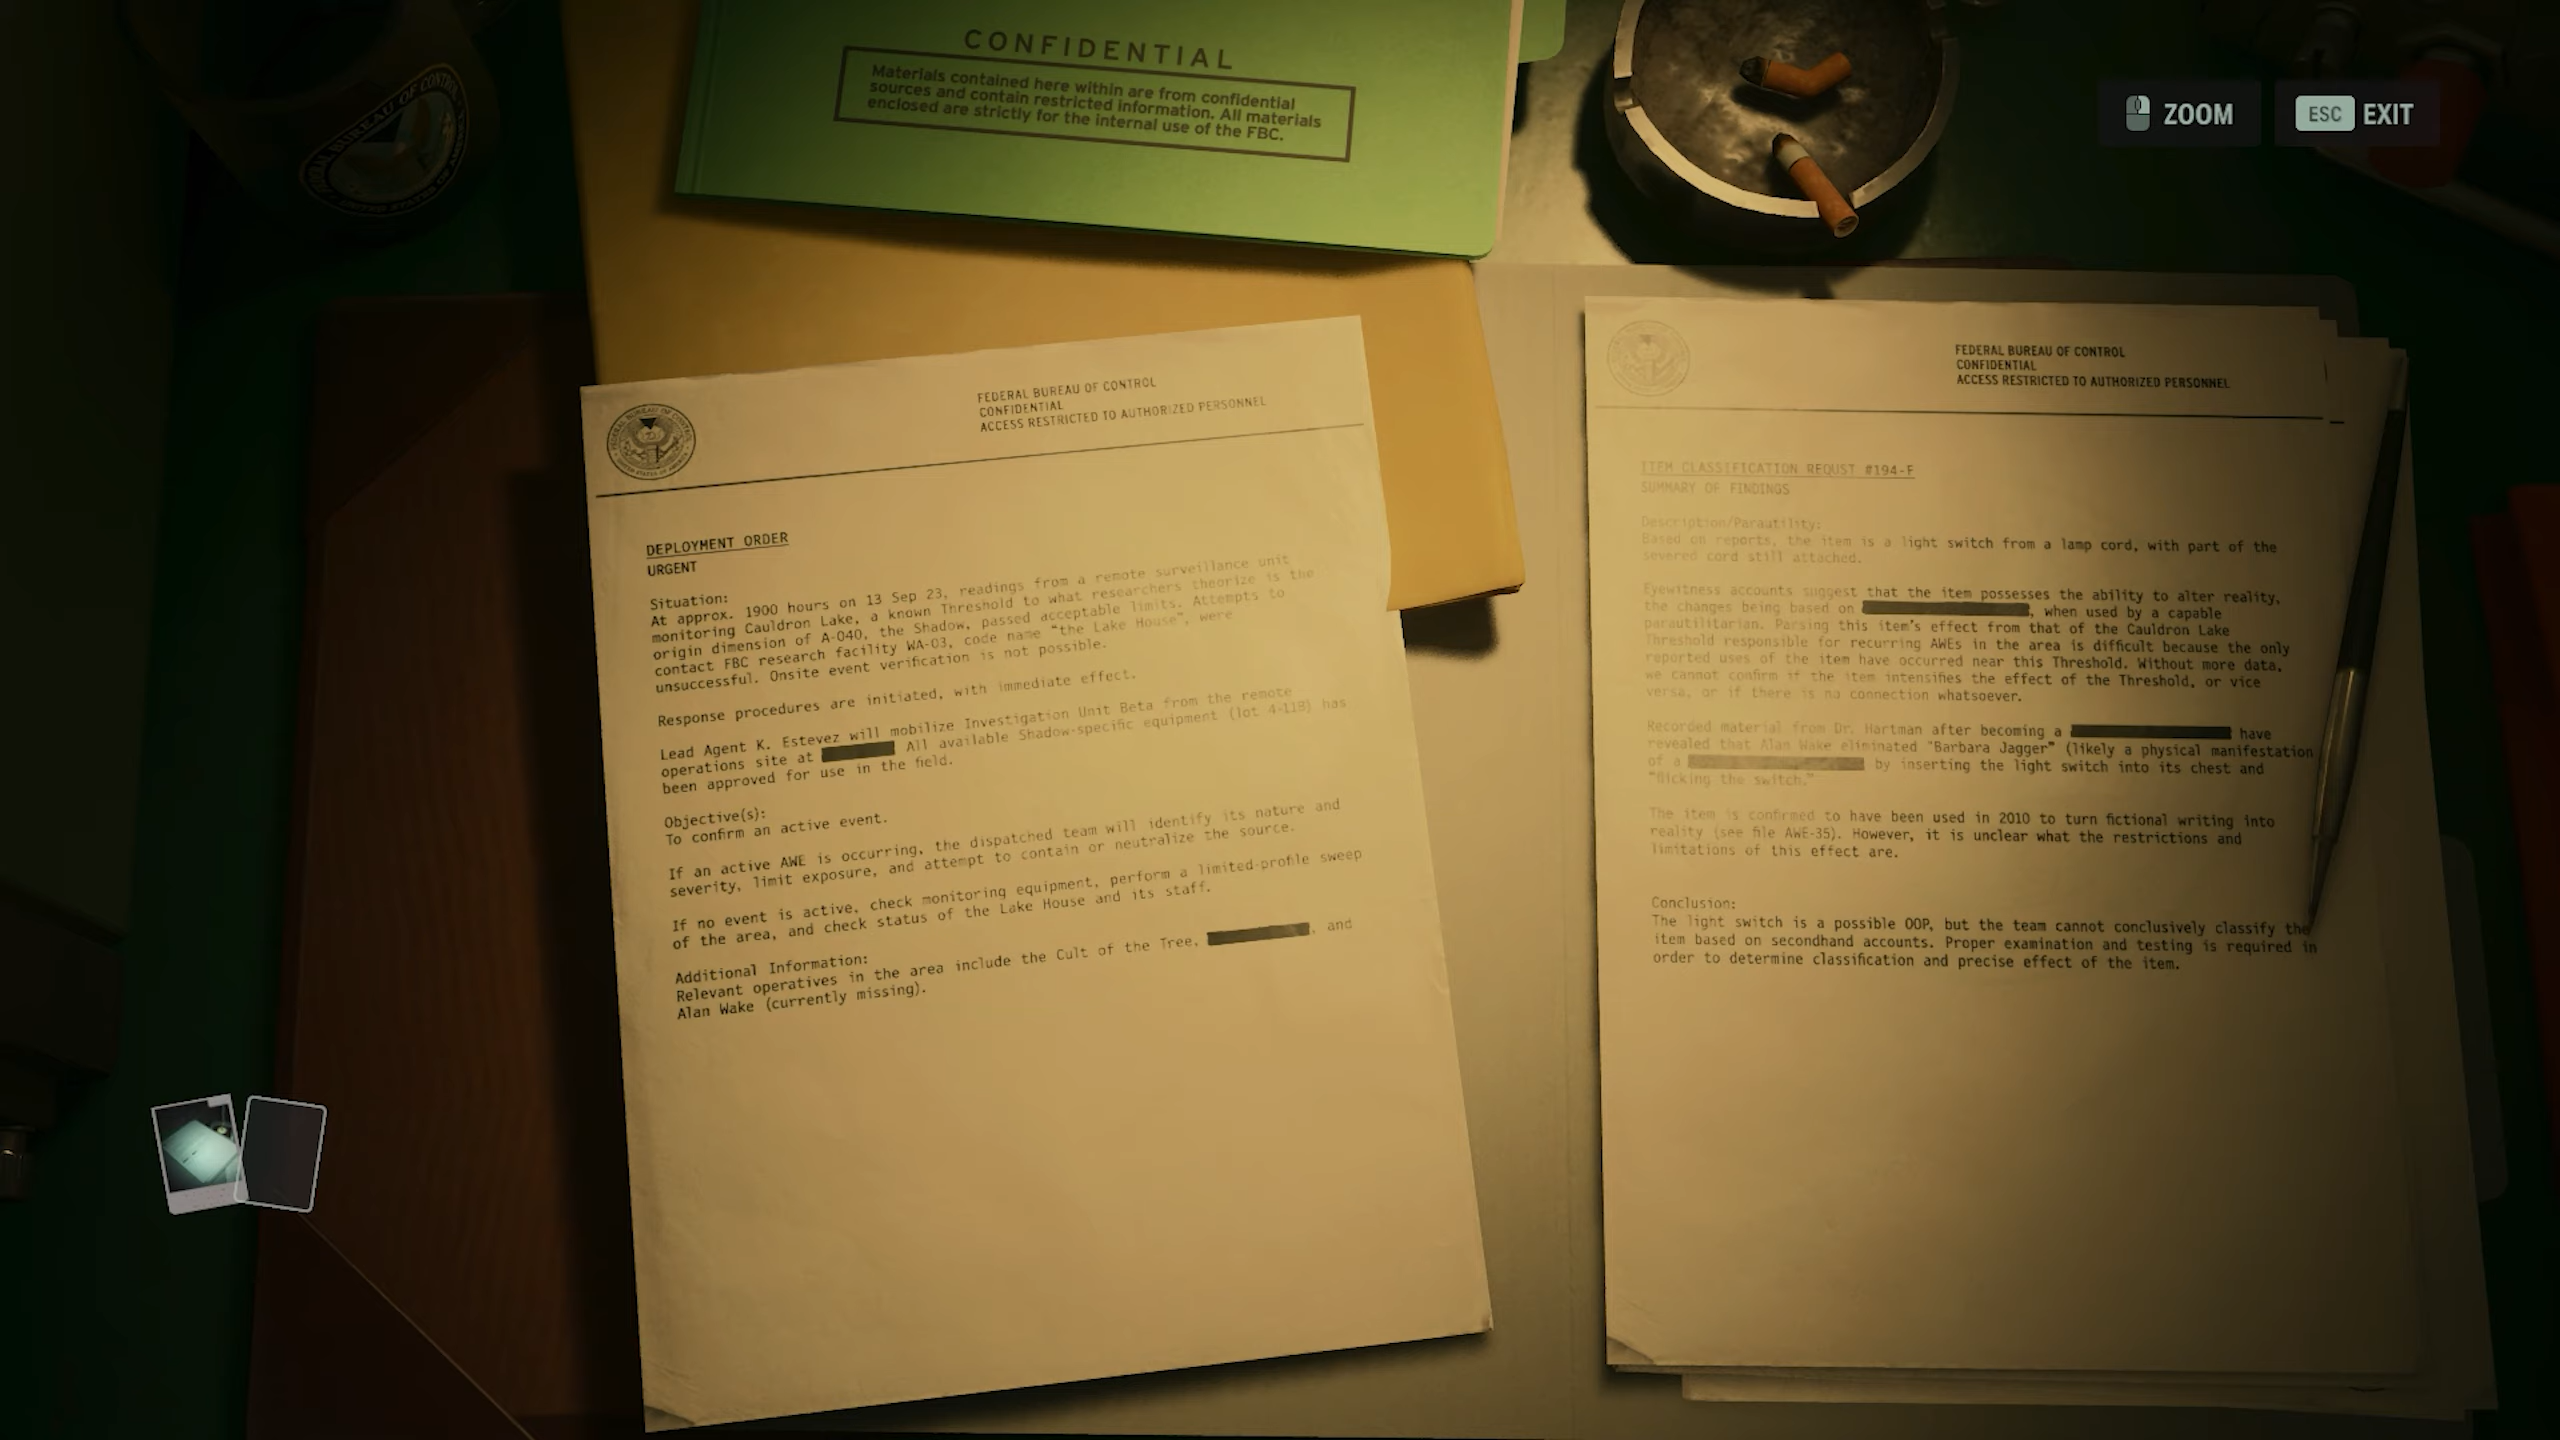 CONFIDENTIAL
Materials contained here within are from confidential
sources and contain restricted information. All materials
enclosed are strictly for the internal use of the FBC.
ZOOM
ESC EXIT
FEDERAL BUREAU OF CONTROL
UNITED STATES OF AMERICA
FEDERAL BUREAU OF CONTROL
CONFIDENTIAL
ACCESS RESTRICTED TO AUTHORIZED PERSONNEL
FEDERAL BUREAU OF CONTROL
UNITED STATES OF AMERICA
DEPLOYMENT ORDER
URGENT
Situation:
At approx. 1900 hours on 13 Sep 23, readings from a remote surveillance unit
monitoring Cauldron Lake, a known Threshold to what researchers theorize is the
origin dimension of A-040, the Shadow, passed acceptable limits. Attempts to
contact FBC research facility WA-03, code name "the Lake House", were
unsuccessful. Onsite event verification is not possible.
Response procedures are initiated, with immediate effect.
Lead Agent K. Estevez will mobilize Investigation Unit Beta from the remote
operations site at All available Shadow-specific equipment (lot 4-118) has
been approved for use in the field.
Objective(s):
To confirm an active event.
If an active AWE is occurring, the dispatched team will identify its nature and
severity, limit exposure, and attempt to contain or neutralize the source.
If no event is active, check monitoring equipment, perform a limited-profile sweep
of the area, and check status of the Lake House and its staff.
Additional Information:
Relevant operatives in the area include the Cult of the Tree, , and
Alan Wake (currently missing).
FEDERAL BUREAU OF CONTROL
CONFIDENTIAL
ACCESS RESTRICTED TO AUTHORIZED PERSONNEL
ITEM CLASSIFICATION REQUST #194-F
SUMMARY OF FINDINGS
Description/Parautility:
Based on reports, the item is a light switch from a lamp cord, with part of the
severed cord still attached.
Eyewitness accounts suggest that the item possesses the ability to alter reality,
the changes being based on , when used by a capable
parautilitarian. Parsing this item's effect from that of the Cauldron Lake
Threshold responsible for recurring AWEs in the area is difficult because the only
reported uses of the item have occurred near this Threshold. Without more data,
we cannot confirm if the item intensifies the effect of the Threshold, or vice
versa, or if there is no connection whatsoever.
Recorded material from Dr. Hartman after becoming a have
revealed that Alan Wake eliminated "Barbara Jagger" (likely a physical manifestation
of a by inserting the light switch into its chest and
"flicking the switch."
The item is confirmed to have been used in 2010 to turn fictional writing into
reality (see file AWE-35). However, it is unclear what the restrictions and
limitations of this effect are.
Conclusion:
The light switch is a possible OOP, but the team cannot conclusively classify the
item based on secondhand accounts. Proper examination and testing is required in
order to determine classification and precise effect of the item.